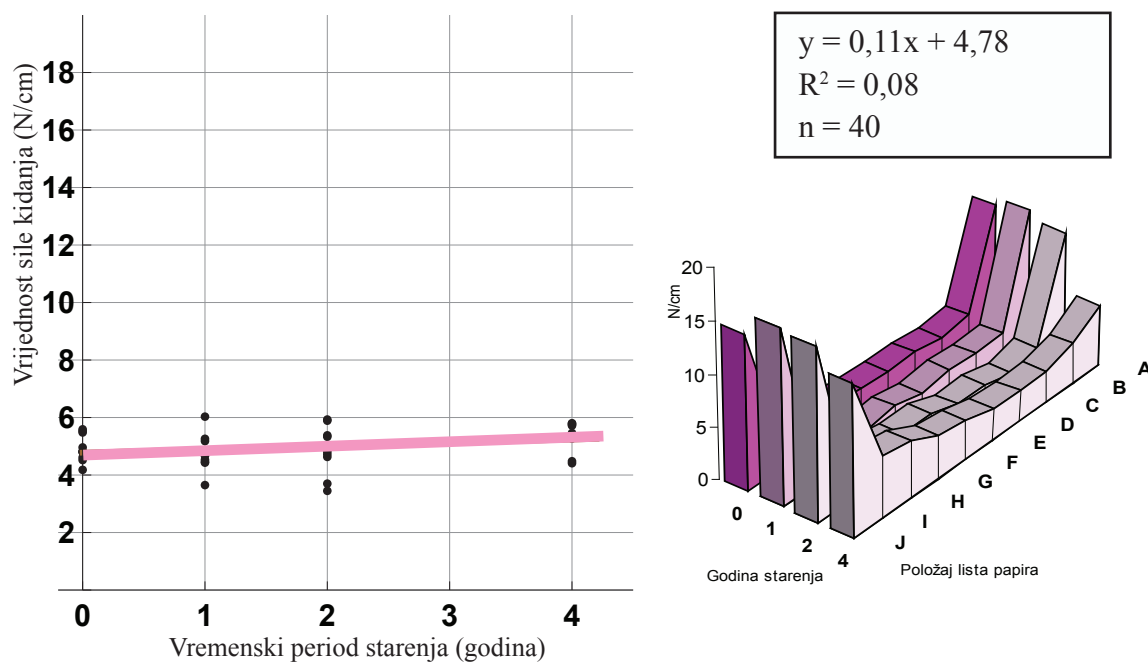 Vrijednost sile kidanja (N/cm)
18
16
14
12
10
8
6
4
2
0 1 2 3 4
Vremenski period starenja (godina)
y = 0,11x + 4,78
R² = 0,08
n = 40
N/cm
20
15
10
5
0
0 1 2 4
Godina starenja
J I H G F E D C B A
Položaj lista papira